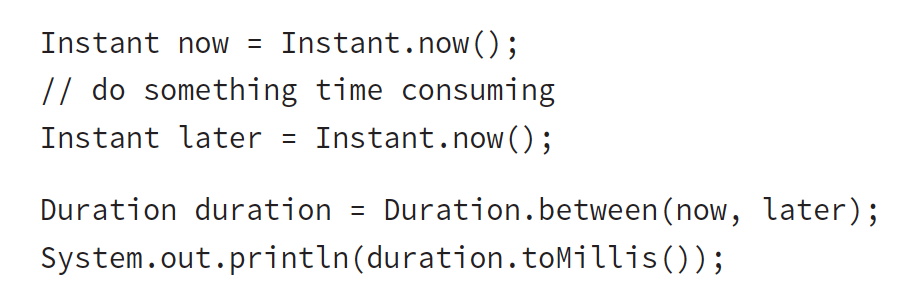 Instant now = Instant.now();
// do something time consuming
Instant later = Instant.now();
Duration duration = Duration.between(now, later);
System.out.println(duration.toMillis());